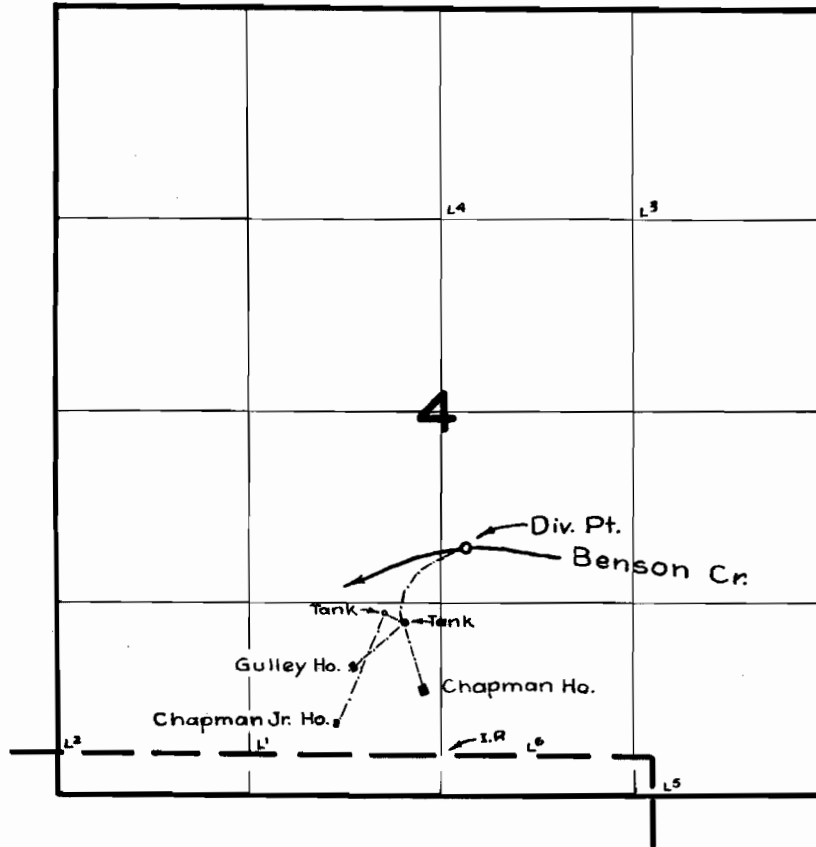 L4
L3
4
Div. Pt.
Benson Cr.
Tank
Tank
Gulley Ho.
Chapman Ho.
Chapman Jr. Ho.
I.R
L2
L1
L6
L5